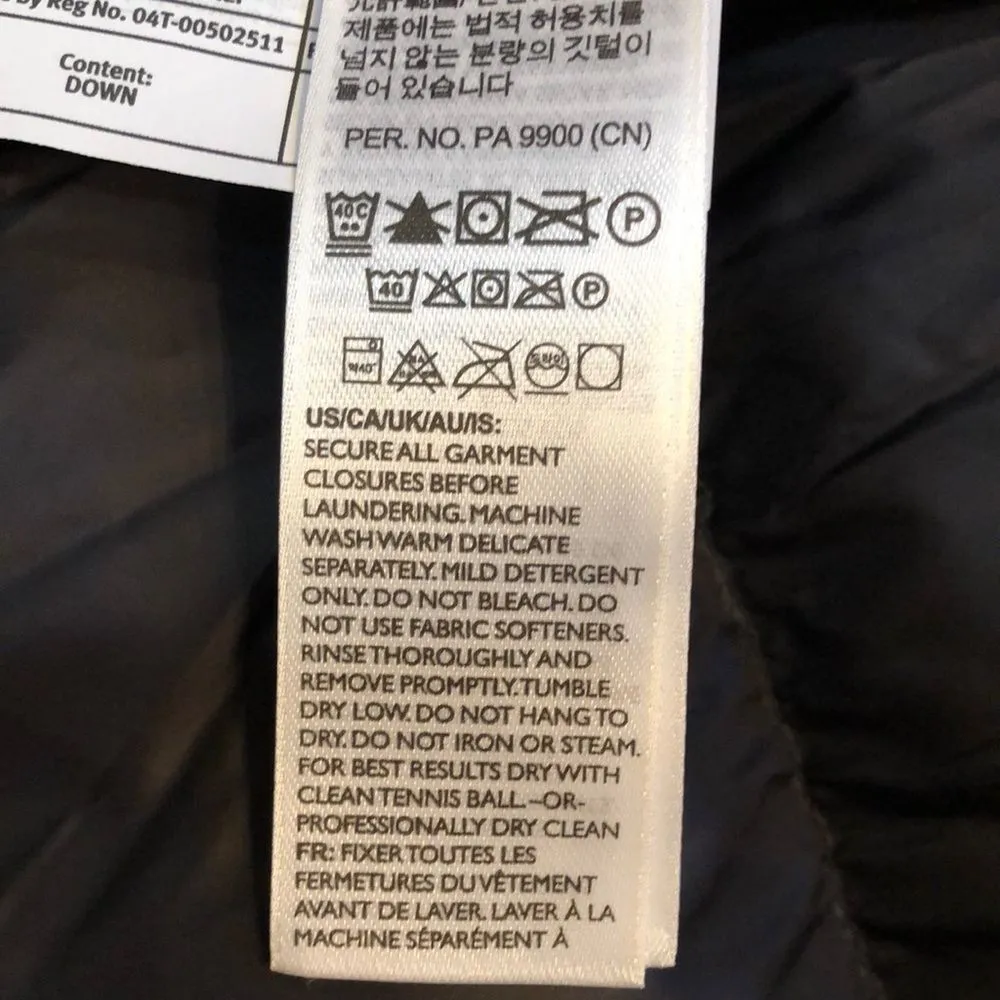 by Reg No. 04T-00502511
Content:
DOWN
제품에는 법적 허용치를
넘지 않는 분량의 깃털이
들어 있습니다
PER. NO. PA 9900 (CN)
40C P
40 P
드라이
US/CA/UK/AU/IS:
SECURE ALL GARMENT
CLOSURES BEFORE
LAUNDERING. MACHINE
WASH WARM DELICATE
SEPARATELY. MILD DETERGENT
ONLY. DO NOT BLEACH. DO
NOT USE FABRIC SOFTENERS.
RINSE THOROUGHLY AND
REMOVE PROMPTLY. TUMBLE
DRY LOW. DO NOT HANG TO
DRY. DO NOT IRON OR STEAM.
FOR BEST RESULTS DRY WITH
CLEAN TENNIS BALL. -OR-
PROFESSIONALLY DRY CLEAN
FR: FIXER TOUTES LES
FERMETURES DU VÊTEMENT
AVANT DE LAVER. LAVER À LA
MACHINE SÉPARÉMENT À